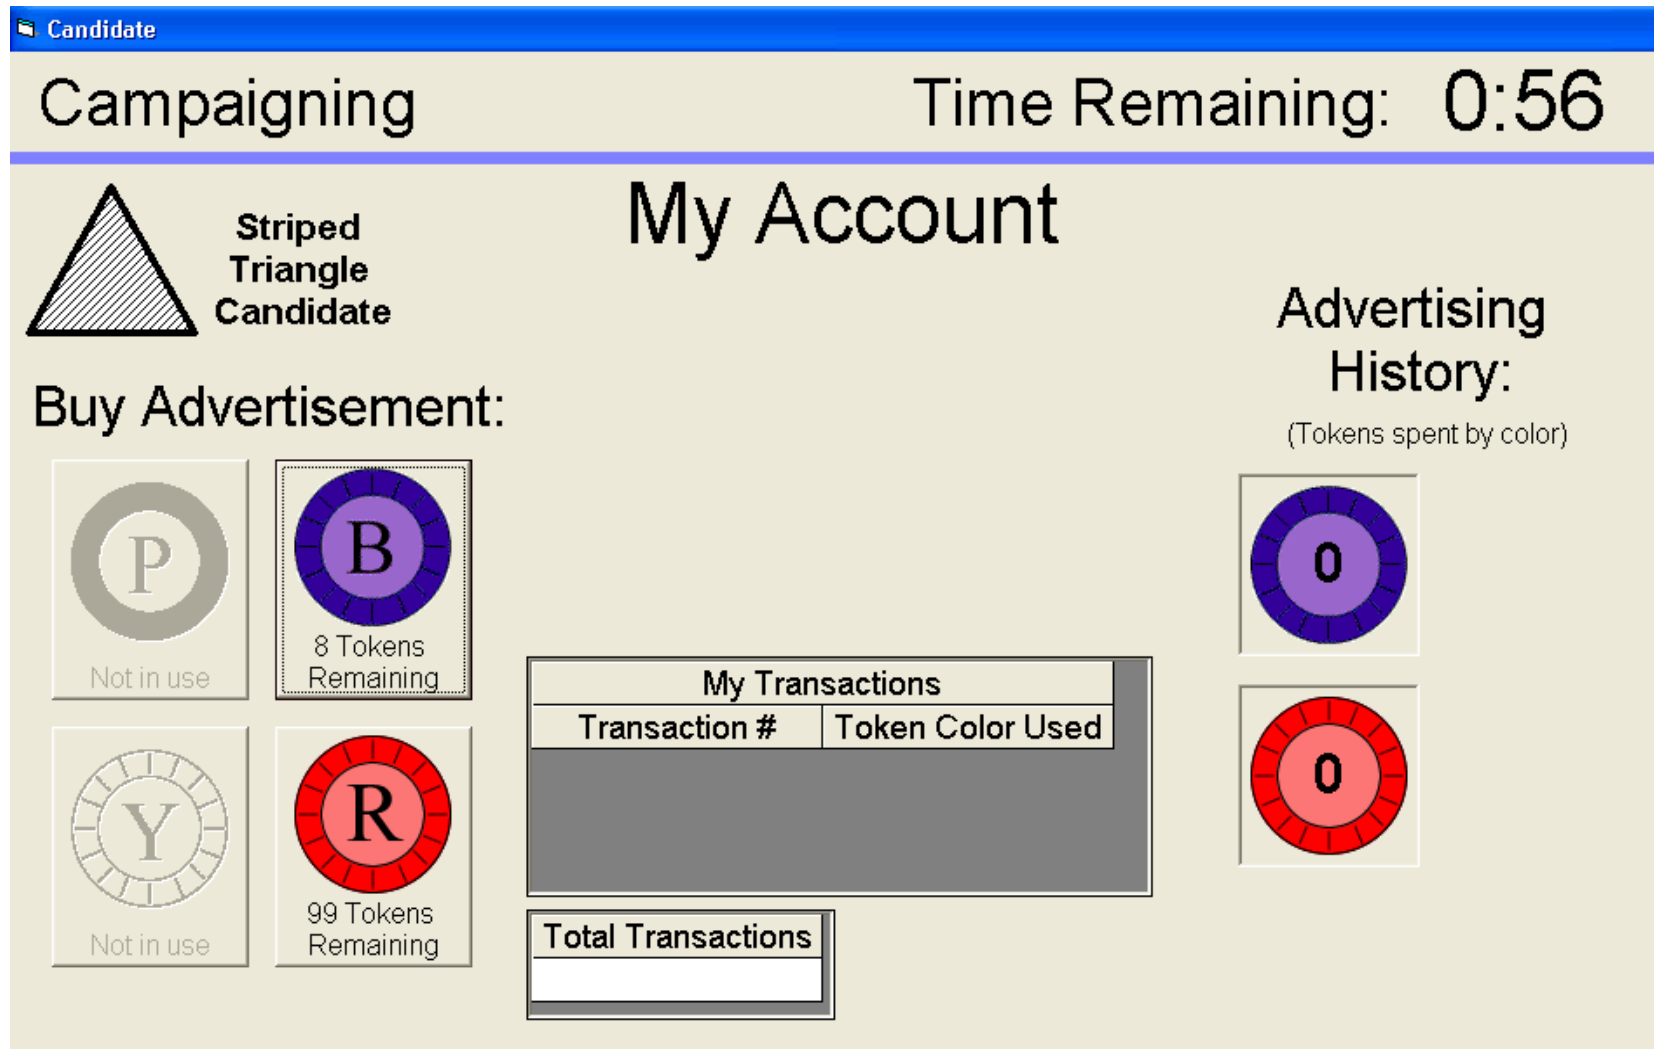 Candidate
Campaigning
Time Remaining: 0:56
Striped
Triangle
Candidate
My Account
Advertising
History:
(Tokens spent by color)
Buy Advertisement:
P
Not in use
B
8 Tokens
Remaining
Y
Not in use
R
99 Tokens
Remaining
My Transactions
Transaction # Token Color Used
Total Transactions
0
0